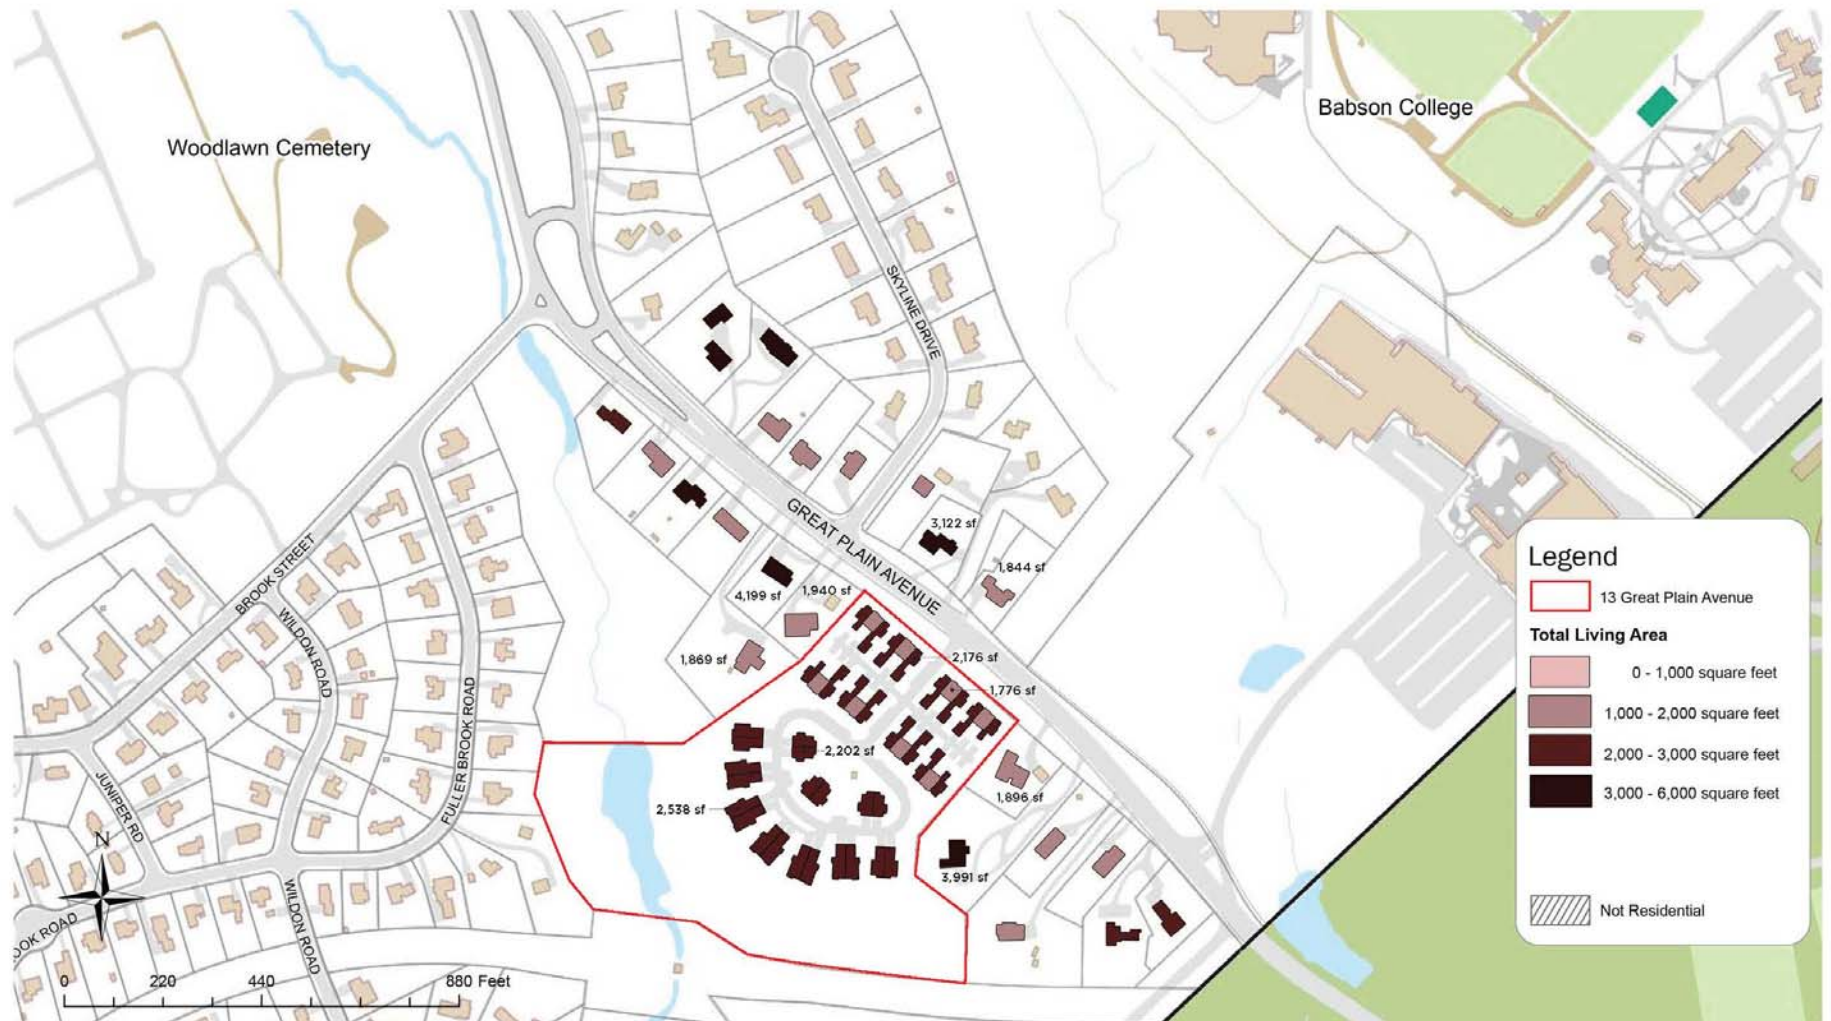 Woodlawn Cemetery
Babson College
SKYLINE DRIVE
GREAT PLAIN AVENUE
BROOK STREET
WILDON ROAD
FULLER BROOK ROAD
JUNIPER RD
WILDON ROAD
OOK ROAD
N
0 220 440 880 Feet
3,122 sf
1,844 sf
4,199 sf
1,940 sf
1,869 sf
2,176 sf
1,776 sf
2,202 sf
2,538 sf
1,896 sf
3,991 sf
Legend
13 Great Plain Avenue
Total Living Area
0 - 1,000 square feet
1,000 - 2,000 square feet
2,000 - 3,000 square feet
3,000 - 6,000 square feet
Not Residential